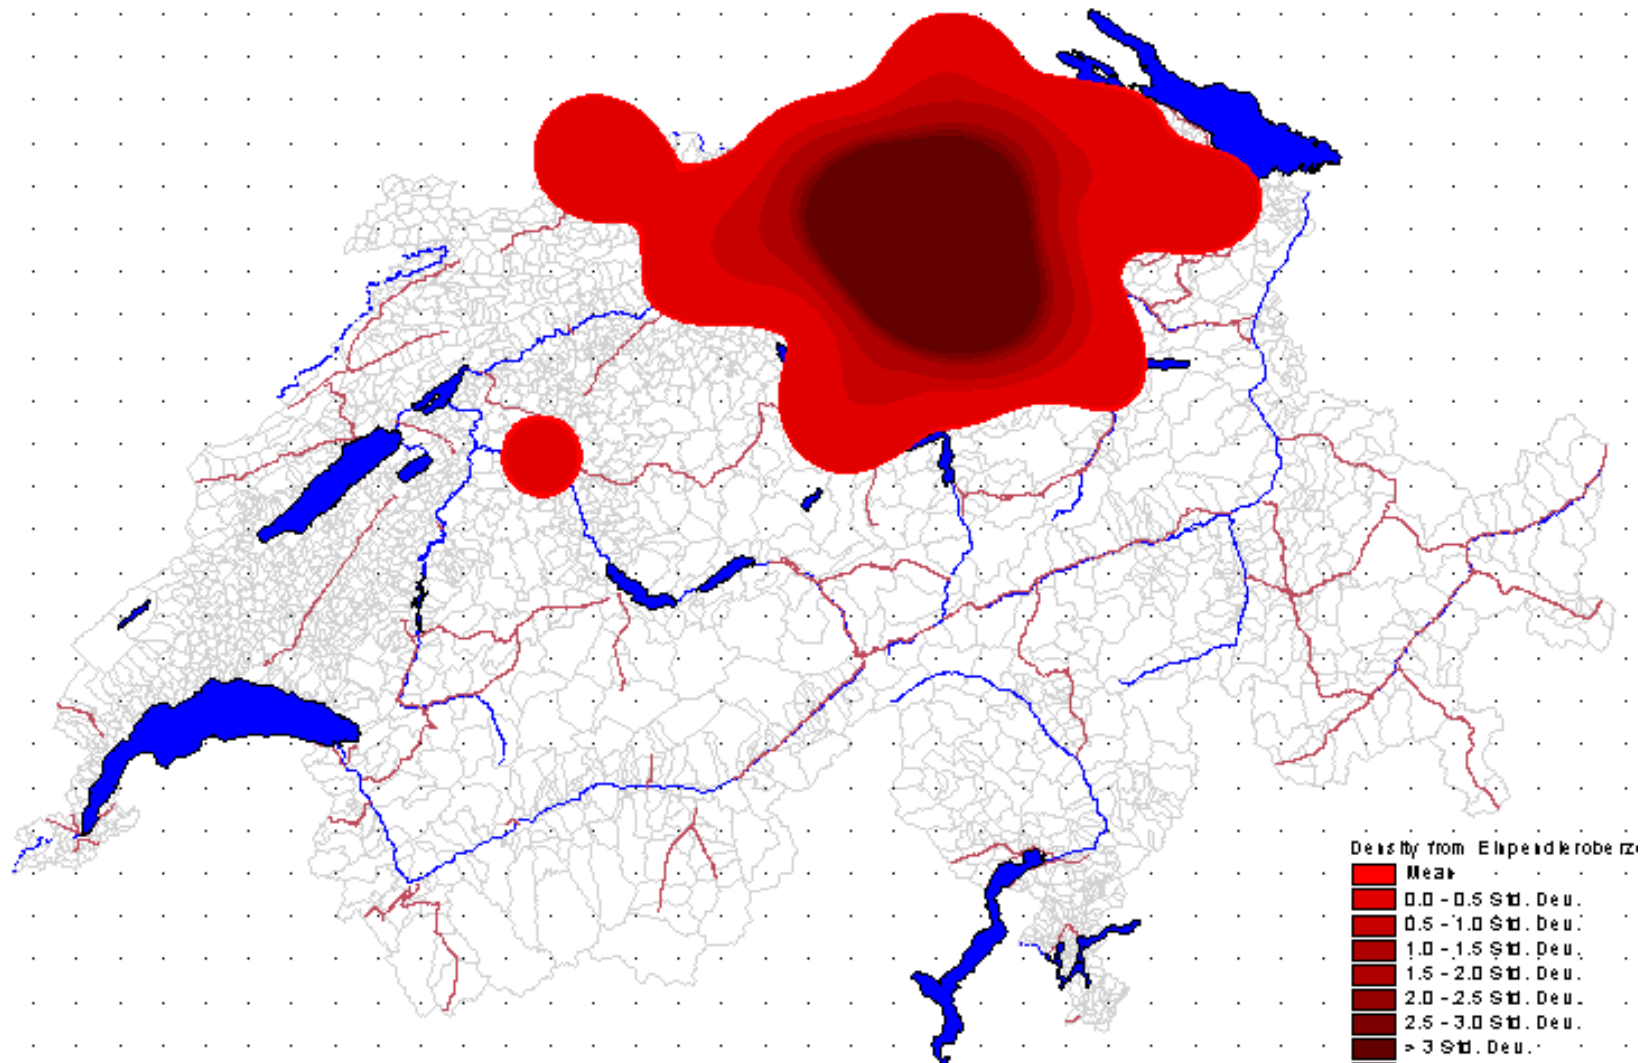 Density from Einpendleroberzo
Mean
0.0 - 0.5 Std. Dev.
0.5 - 1.0 Std. Dev.
1.0 - 1.5 Std. Dev.
1.5 - 2.0 Std. Dev.
2.0 - 2.5 Std. Dev.
2.5 - 3.0 Std. Dev.
> 3 Std. Dev.